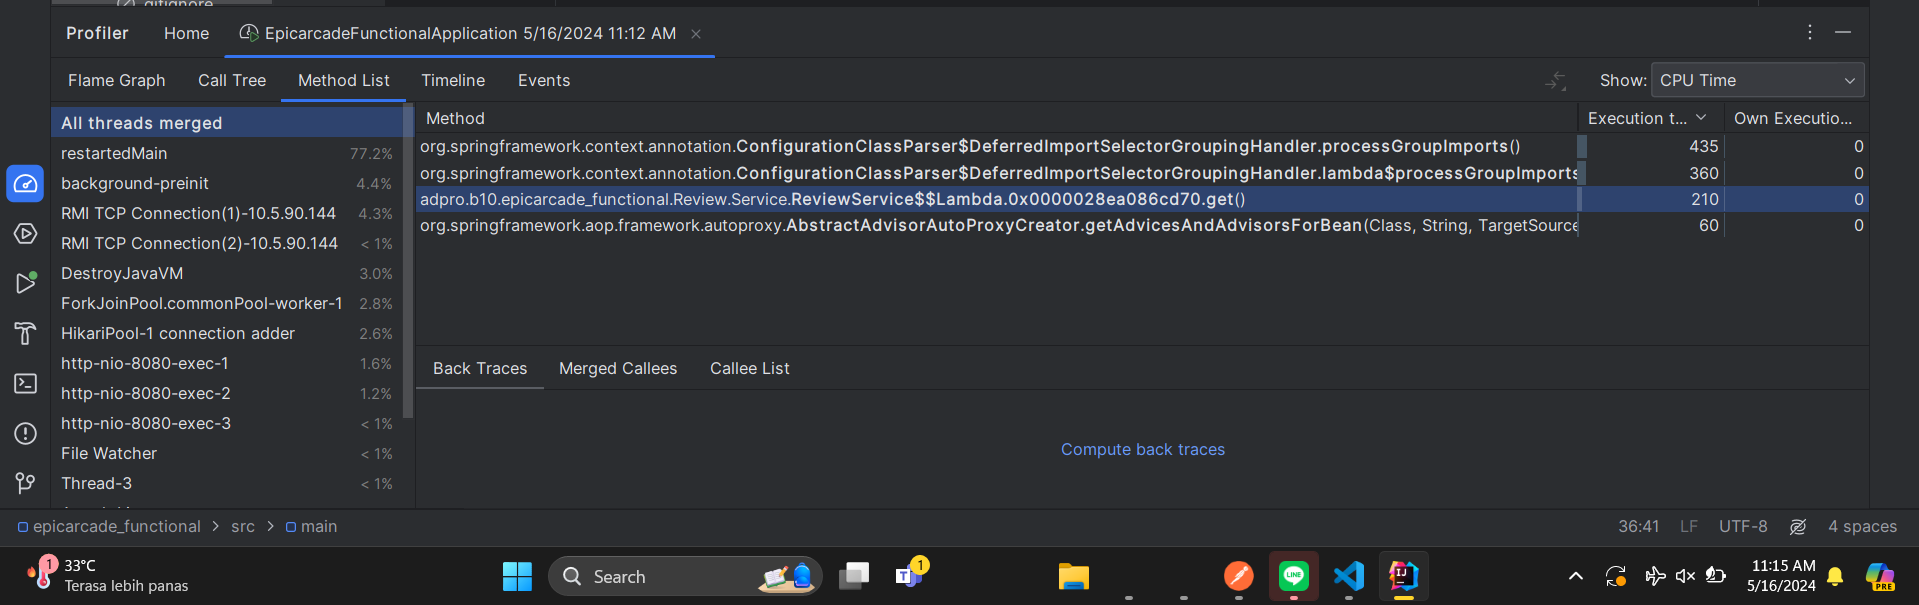 .gitignore
Profiler Home EpicarcadeFunctionalApplication 5/16/2024 11:12 AM
Flame Graph Call Tree Method List Timeline Events Show: CPU Time
All threads merged
restartedMain 77.2%
background-preinit 4.4%
RMI TCP Connection(1)-10.5.90.144 4.3%
RMI TCP Connection(2)-10.5.90.144 < 1%
DestroyJavaVM 3.0%
ForkJoinPool.commonPool-worker-1 2.8%
HikariPool-1 connection adder 2.6%
http-nio-8080-exec-1 1.6%
http-nio-8080-exec-2 1.2%
http-nio-8080-exec-3 < 1%
File Watcher < 1%
Thread-3 < 1%
Method Execution t... Own Executio...
org.springframework.context.annotation.ConfigurationClassParser$DeferredImportSelectorGroupingHandler.processGroupImports() 435 0
org.springframework.context.annotation.ConfigurationClassParser$DeferredImportSelectorGroupingHandler.lambda$processGroupImports 360 0
adpro.b10.epicarcade_functional.Review.Service.ReviewService$$Lambda.0x0000028ea086cd70.get() 210 0
org.springframework.aop.framework.autoproxy.AbstractAdvisorAutoProxyCreator.getAdvicesAndAdvisorsForBean(Class, String, TargetSource 60 0
Back Traces Merged Callees Callee List
Compute back traces
epicarcade_functional > src > main 36:41 LF UTF-8 4 spaces
1 33°C
Terasa lebih panas
Search
T 1
LINE
IJ
11:15 AM
5/16/2024
PRE